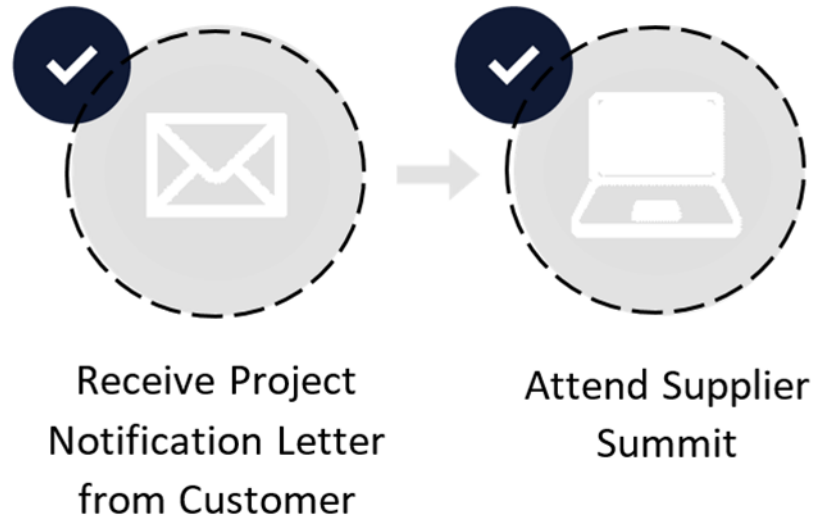 Receive Project
Notification Letter
from Customer
Attend Supplier
Summit